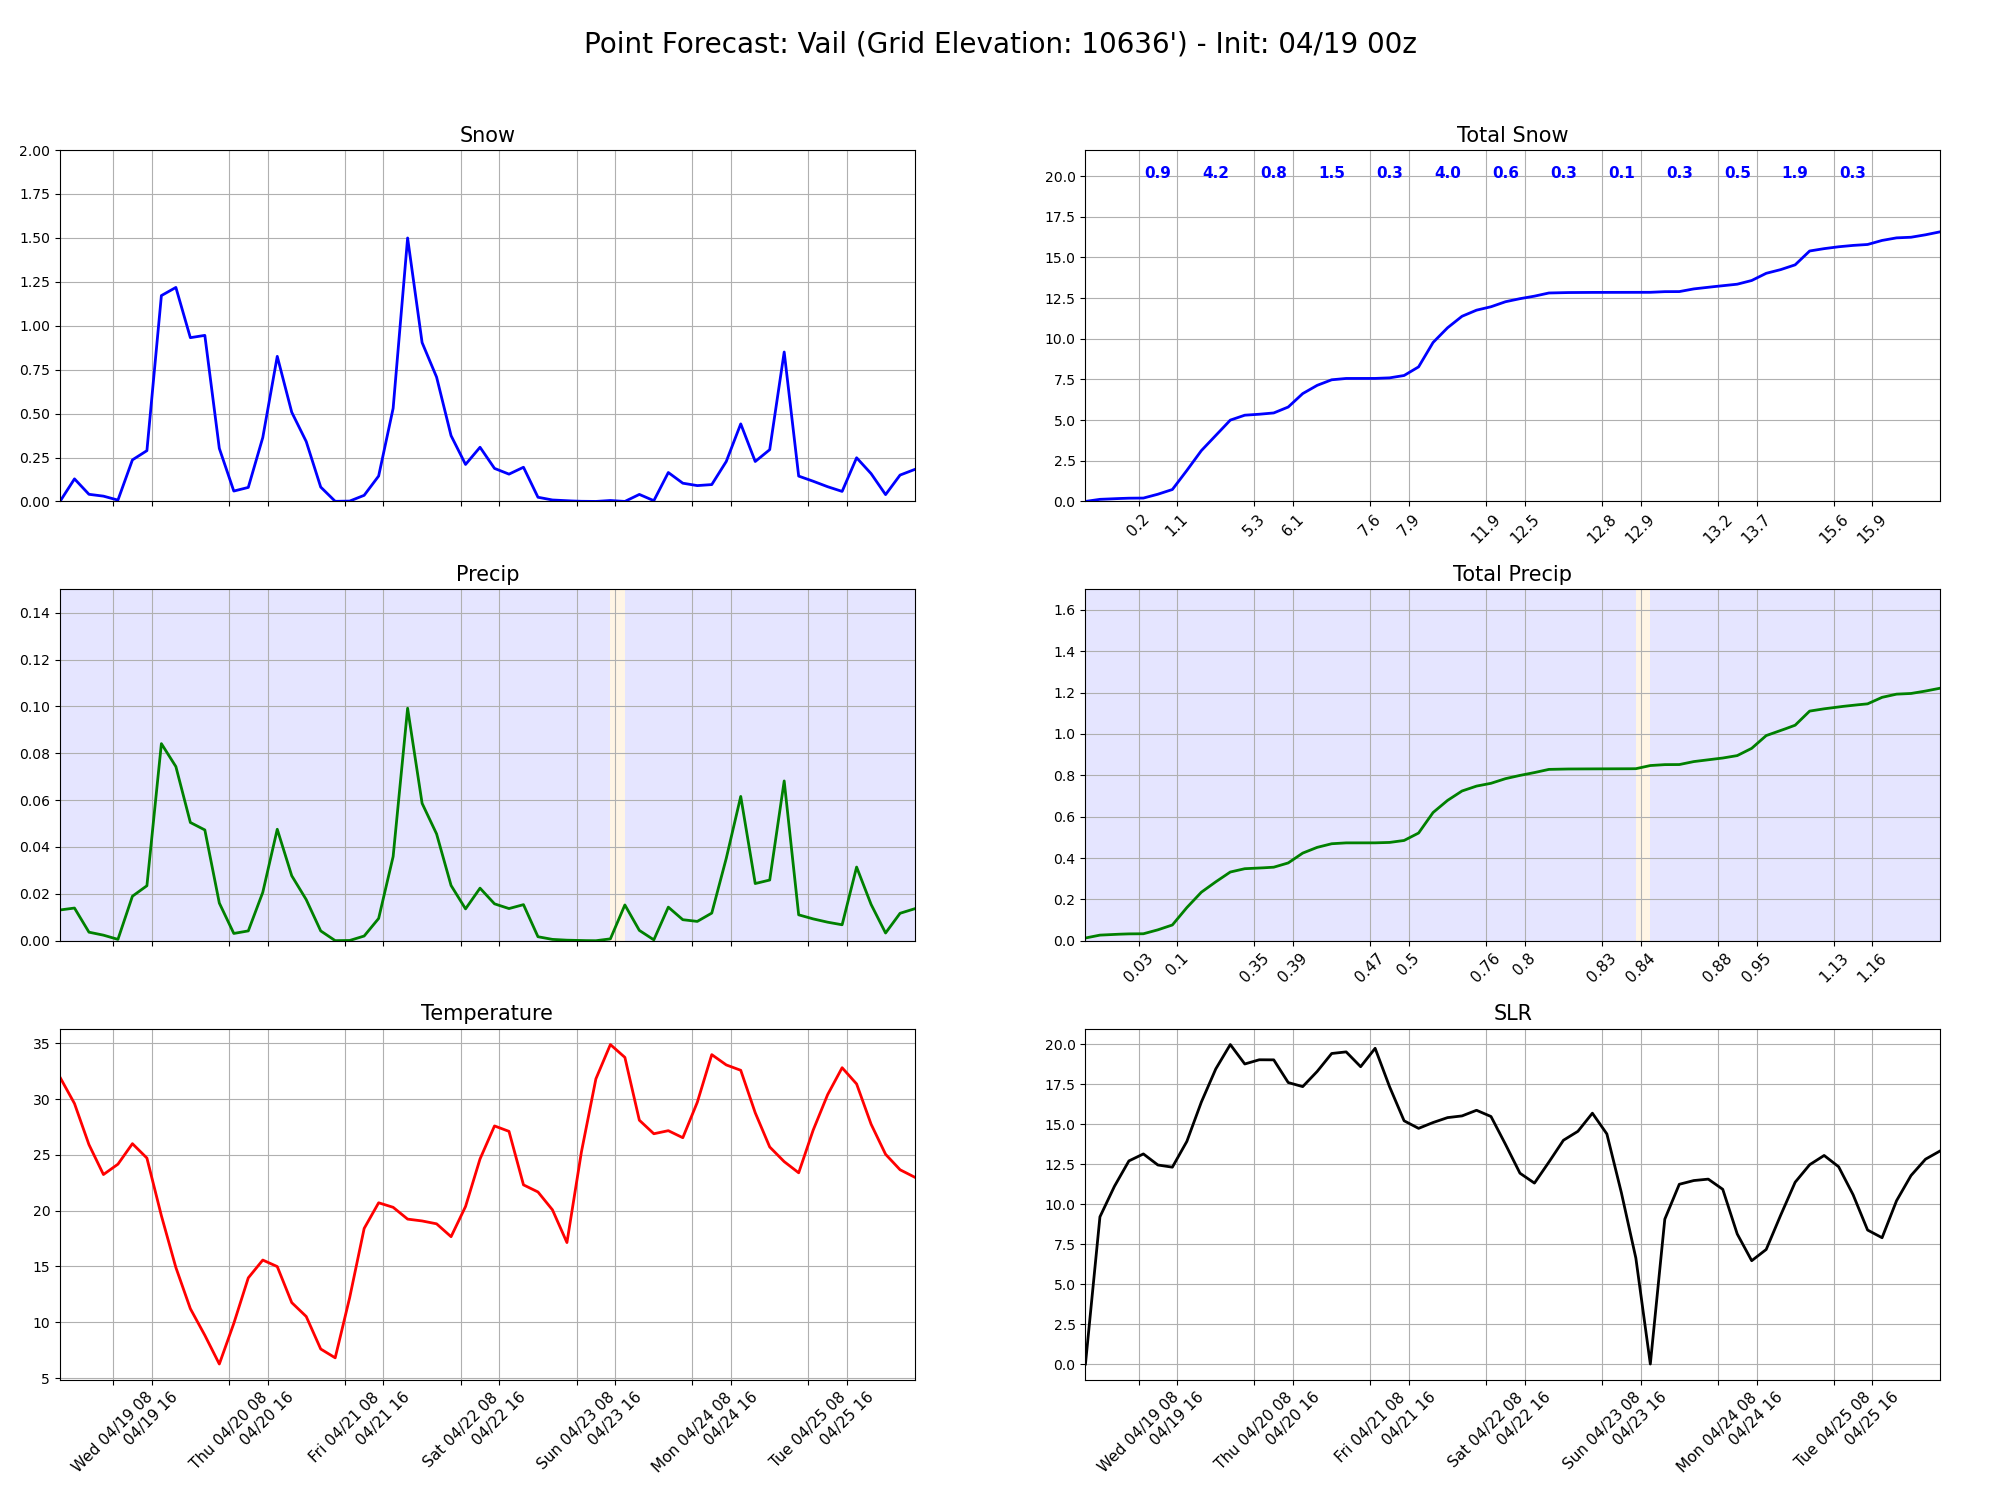 Point Forecast: Vail (Grid Elevation: 10636') - Init: 04/19 00z
Snow
2.00
1.75
1.50
1.25
1.00
0.75
0.50
0.25
0.00
Total Snow
0.9 4.2 0.8 1.5 0.3 4.0 0.6 0.3 0.1 0.3 0.5 1.9 0.3
20.0
17.5
15.0
12.5
10.0
7.5
5.0
2.5
0.0
0.2 1.1 5.3 6.1 7.6 7.9 11.9 12.5 12.8 12.9 13.2 13.7 15.6 15.9
Precip
0.14
0.12
0.10
0.08
0.06
0.04
0.02
0.00
Total Precip
1.6
1.4
1.2
1.0
0.8
0.6
0.4
0.2
0.0
0.03 0.1 0.35 0.39 0.47 0.5 0.76 0.8 0.83 0.84 0.88 0.95 1.13 1.16
Temperature
35
30
25
20
15
10
5
Wed 04/19 08
04/19 16
Thu 04/20 08
04/20 16
Fri 04/21 08
04/21 16
Sat 04/22 08
04/22 16
Sun 04/23 08
04/23 16
Mon 04/24 08
04/24 16
Tue 04/25 08
04/25 16
SLR
20.0
17.5
15.0
12.5
10.0
7.5
5.0
2.5
0.0
Wed 04/19 08
04/19 16
Thu 04/20 08
04/20 16
Fri 04/21 08
04/21 16
Sat 04/22 08
04/22 16
Sun 04/23 08
04/23 16
Mon 04/24 08
04/24 16
Tue 04/25 08
04/25 16